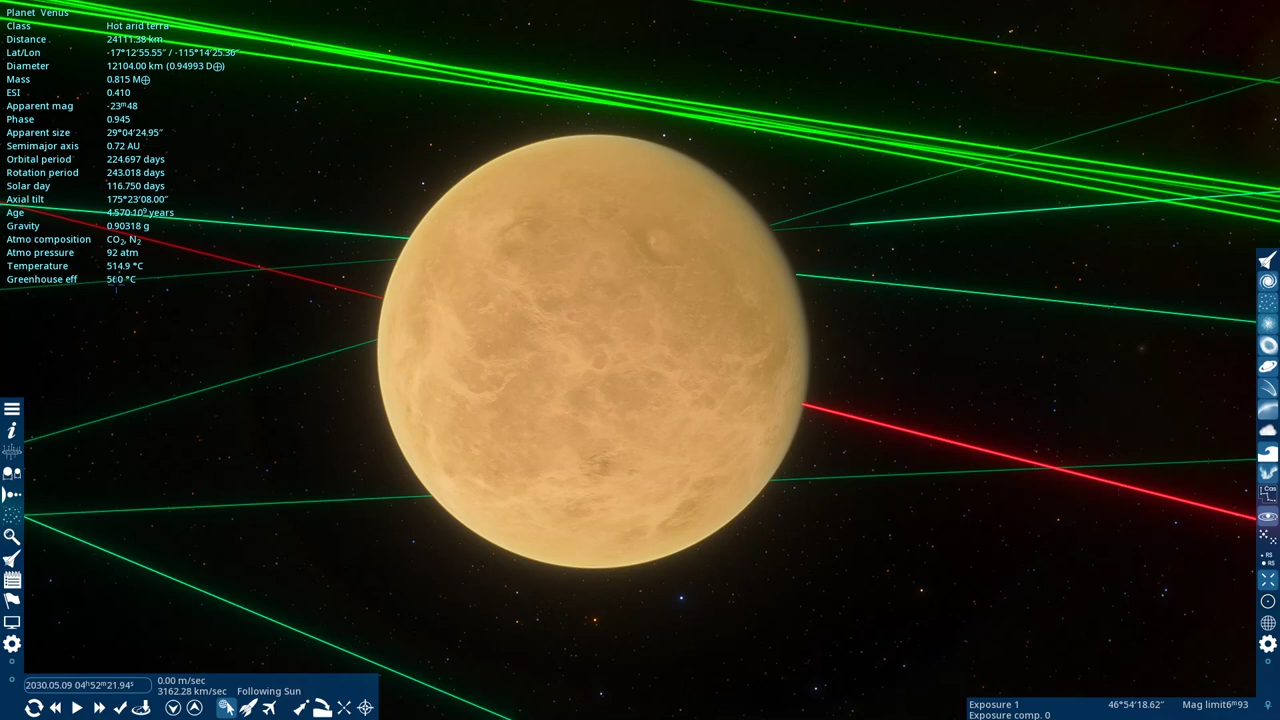 Planet Venus
Class Hot arid terra
Distance 24111.38 km
Lat/Lon -17°12'55.55" / -115°14'25.36"
Diameter 12104.00 km (0.94993 D⊕)
Mass 0.815 M⊕
ESI 0.410
Apparent mag -23ᵐ48
Phase 0.945
Apparent size 29°04'24.95"
Semimajor axis 0.72 AU
Orbital period 224.697 days
Rotation period 243.018 days
Solar day 116.750 days
Axial tilt 175°23'08.00"
Age 4.570·10⁹ years
Gravity 0.90318 g
Atmo composition CO₂, N₂
Atmo pressure 92 atm
Temperature 514.9 °C
Greenhouse eff 560 °C
RS
RS
2030.05.09 04ʰ52ᵐ21.94ˢ
0.00 m/sec
3162.28 km/sec Following Sun
Exposure 1 46°54'18.62" Mag limit6ᵐ93
Exposure comp. 0